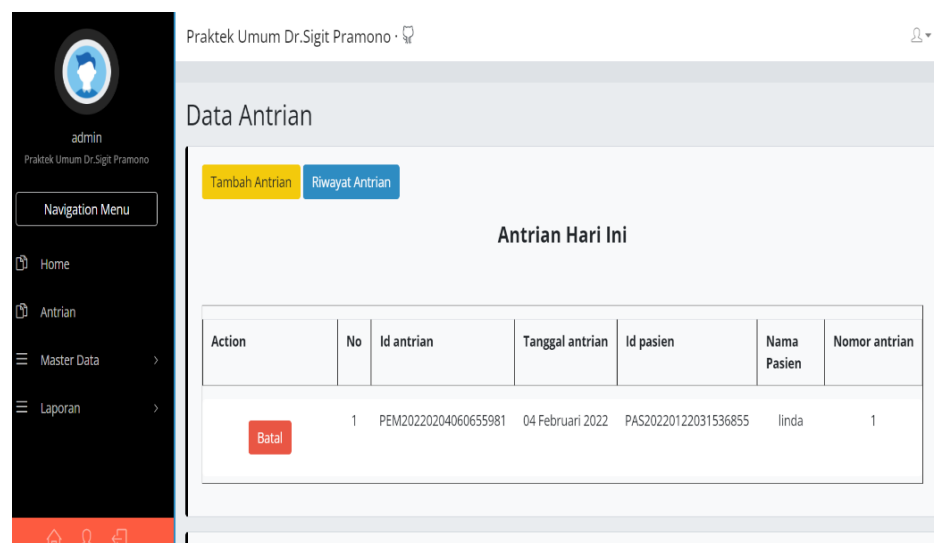 Praktek Umum Dr.Sigit Pramono ·
admin
Praktek Umum Dr.Sigit Pramono
Navigation Menu
Home
Antrian
Master Data
Laporan
Data Antrian
Tambah Antrian Riwayat Antrian
Antrian Hari Ini
Action No Id antrian Tanggal antrian Id pasien Nama Pasien Nomor antrian
Batal 1 PEM20220204060655981 04 Februari 2022 PAS20220122031536855 linda 1